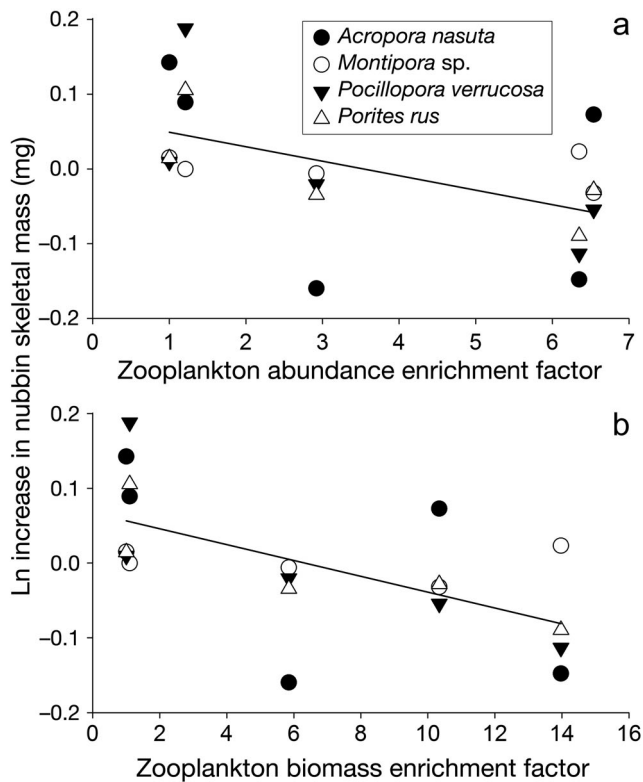 a
Acropora nasuta
Montipora sp.
Pocillopora verrucosa
Porites rus
0.2
0.1
0.0
−0.1
−0.2
0 1 2 3 4 5 6 7
Zooplankton abundance enrichment factor
Ln increase in nubbin skeletal mass (mg)
b
0.2
0.1
0.0
−0.1
−0.2
0 2 4 6 8 10 12 14 16
Zooplankton biomass enrichment factor